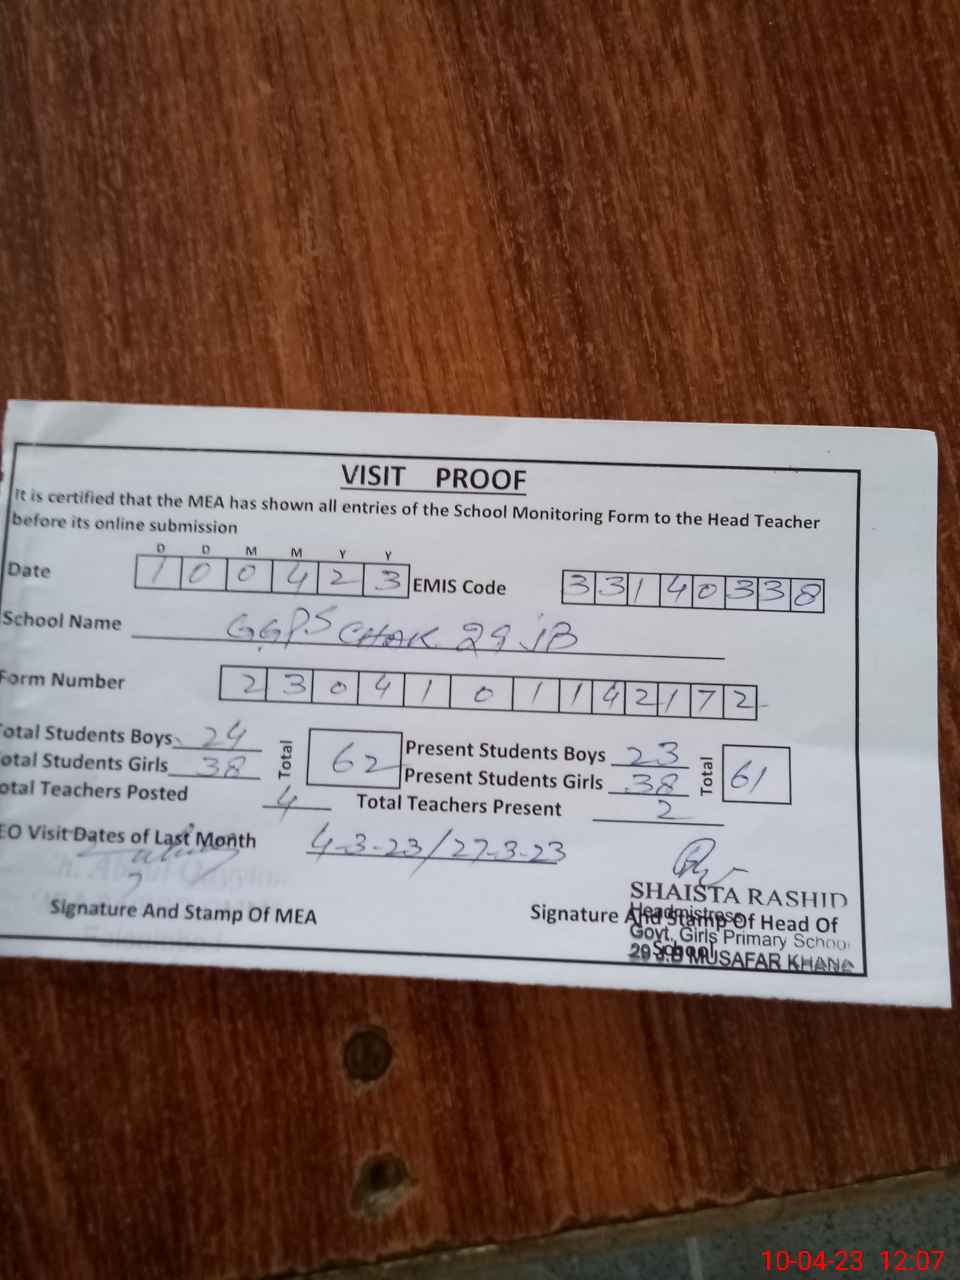 VISIT PROOF
It is certified that the MEA has shown all entries of the School Monitoring Form to the Head Teacher
before its online submission
D D M M Y Y
Date 1 0 0 4 2 3 EMIS Code 3 3 1 4 0 3 3 8
School Name GGPS CHAK 29 JB
Form Number 2 3 0 4 1 0 1 1 4 2 1 7 2
otal Students Boys 24 Total 62 Present Students Boys 23 Total 61
otal Students Girls 38 Present Students Girls 38
otal Teachers Posted 4 Total Teachers Present 2
EO Visit Dates of Last Month 4-3-23/27-3-23
SHAISTA RASHID
Signature And Stamp Of MEA Signature And Stamp Of Head Of
School
Headmistress
Govt. Girls Primary School
29 J.B MUSAFAR KHANA
10-04-23 12:07